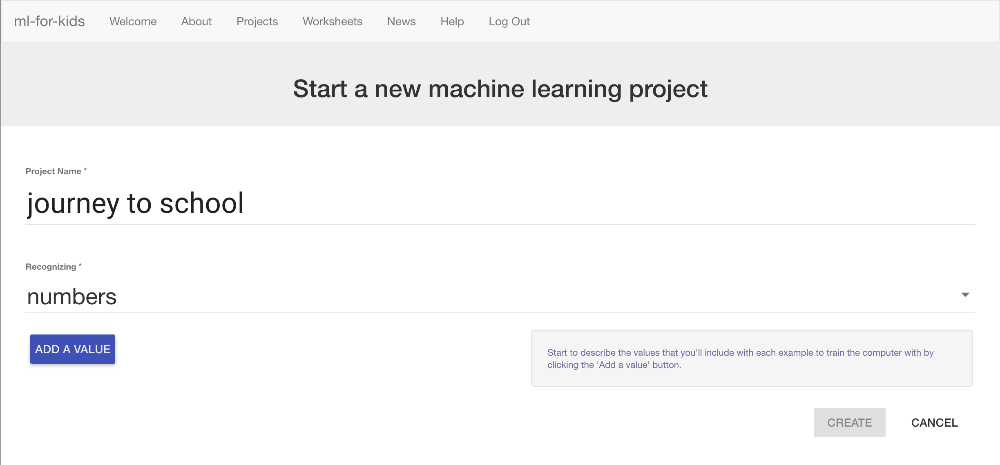 ml-for-kids Welcome About Projects Worksheets News Help Log Out
Start a new machine learning project
Project Name *
journey to school
Recognizing *
numbers
ADD A VALUE
Start to describe the values that you'll include with each example to train the computer with by
clicking the 'Add a value' button.
CREATE CANCEL